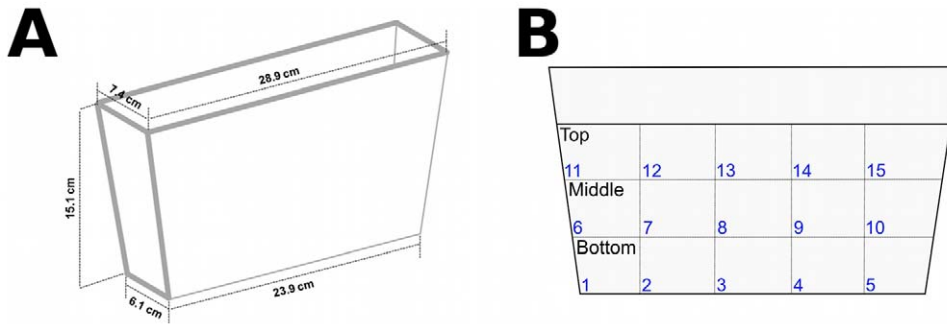 A
7.4 cm
28.9 cm
15.1 cm
6.1 cm
23.9 cm
B
Top
11 12 13 14 15
Middle
6 7 8 9 10
Bottom
1 2 3 4 5